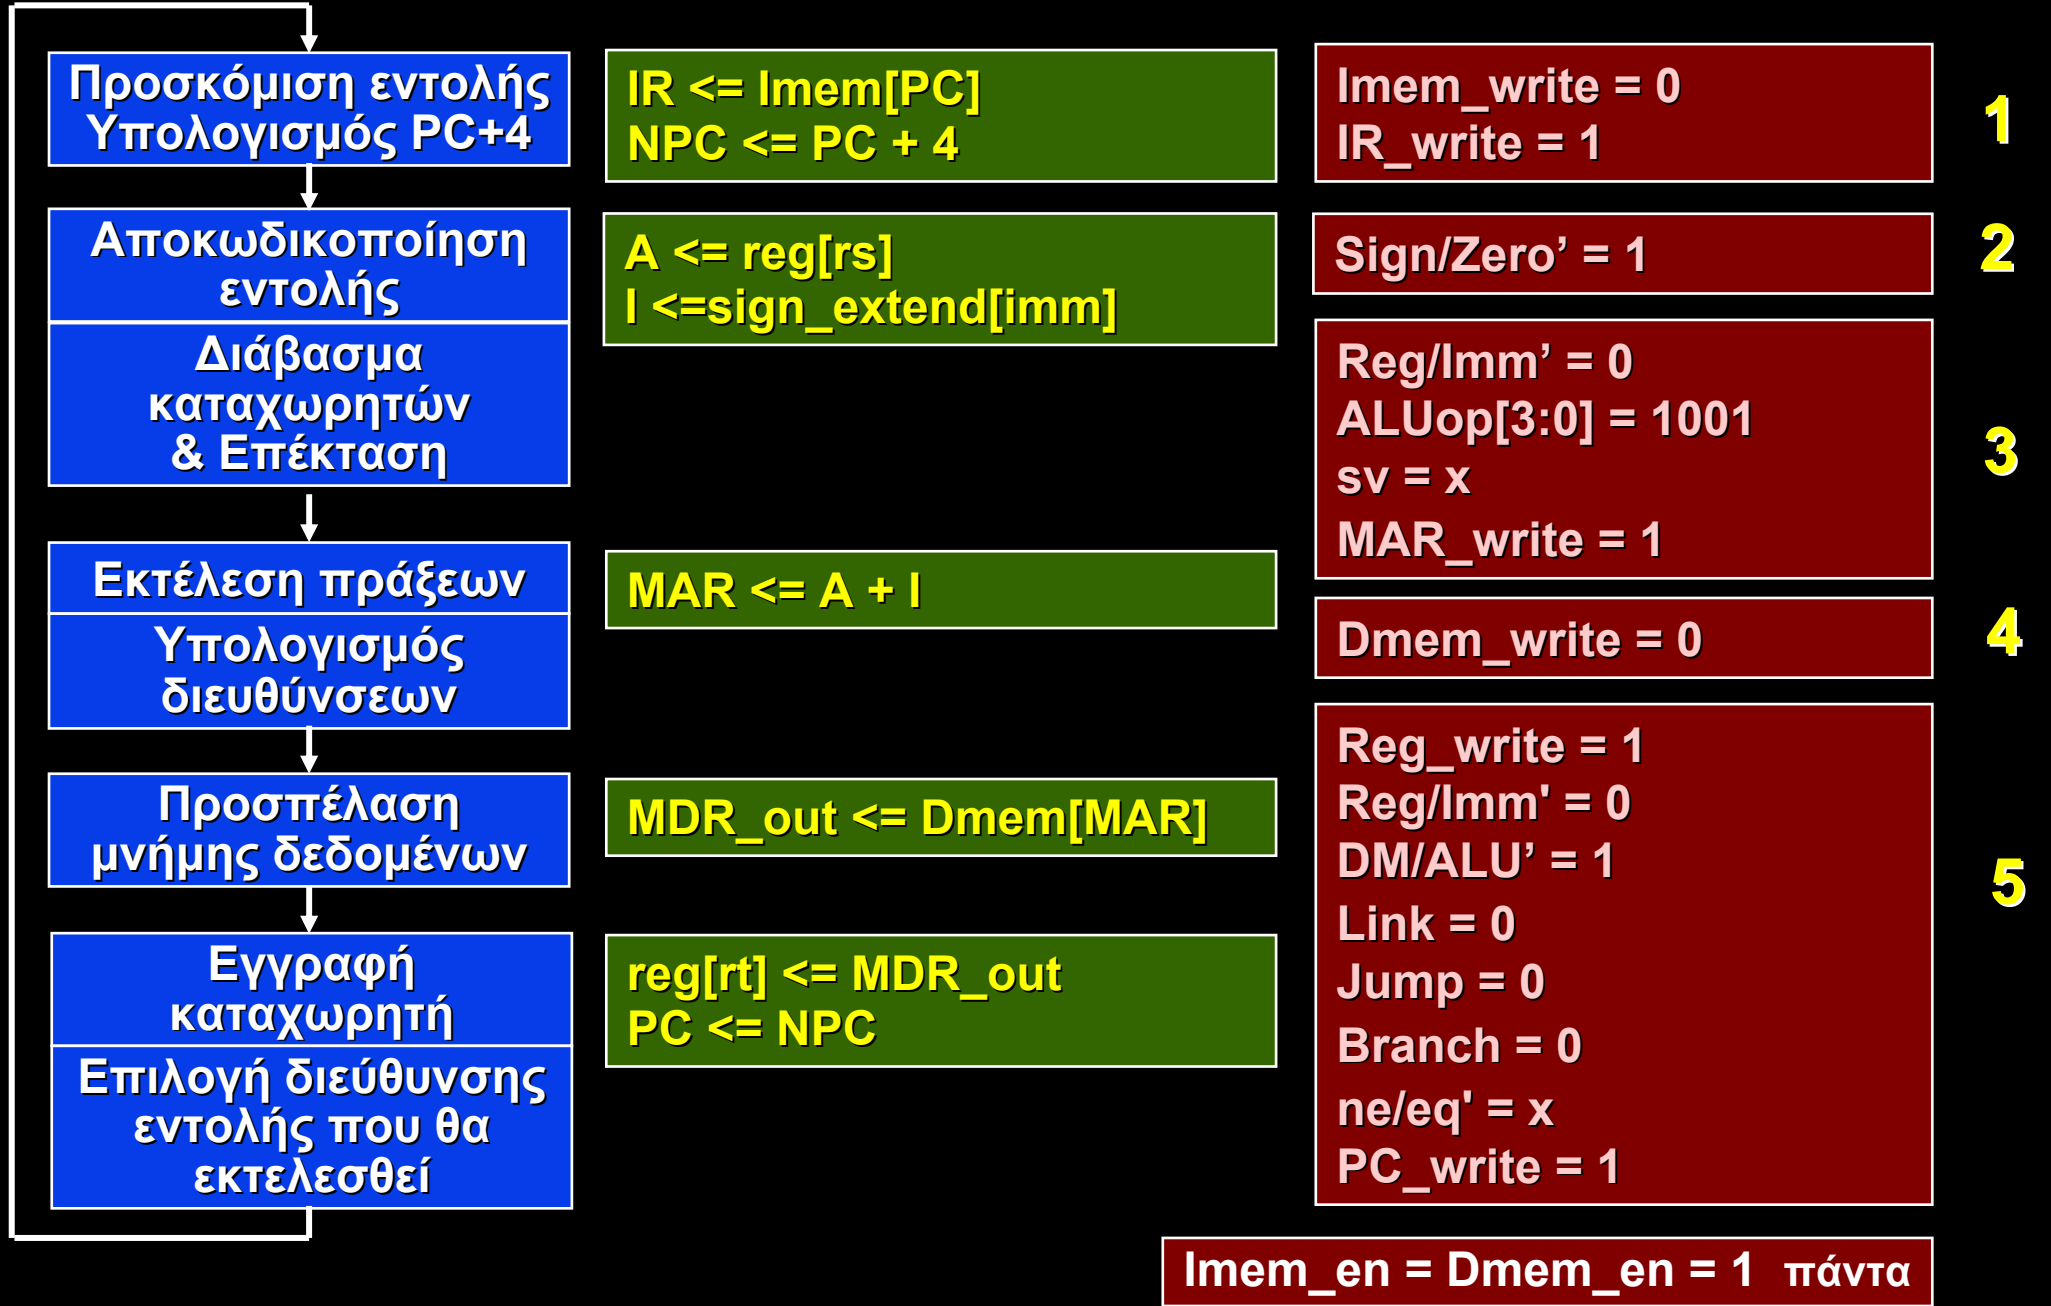 Προσκόμιση εντολής
Υπολογισμός PC+4
IR <= Imem[PC]
NPC <= PC + 4
Imem_write = 0
IR_write = 1
1
Αποκωδικοποίηση
εντολής
Διάβασμα
καταχωρητών
& Επέκταση
A <= reg[rs]
I <=sign_extend[imm]
Sign/Zero’ = 1
2
Reg/Imm’ = 0
ALUop[3:0] = 1001
sv = x
MAR_write = 1
3
Εκτέλεση πράξεων
Υπολογισμός
διευθύνσεων
MAR <= A + I
Dmem_write = 0
4
Προσπέλαση
μνήμης δεδομένων
MDR_out <= Dmem[MAR]
Εγγραφή
καταχωρητή
Επιλογή διεύθυνσης
εντολής που θα
εκτελεσθεί
reg[rt] <= MDR_out
PC <= NPC
Reg_write = 1
Reg/Imm' = 0
DM/ALU’ = 1
Link = 0
Jump = 0
Branch = 0
ne/eq' = x
PC_write = 1
5
Imem_en = Dmem_en = 1 πάντα